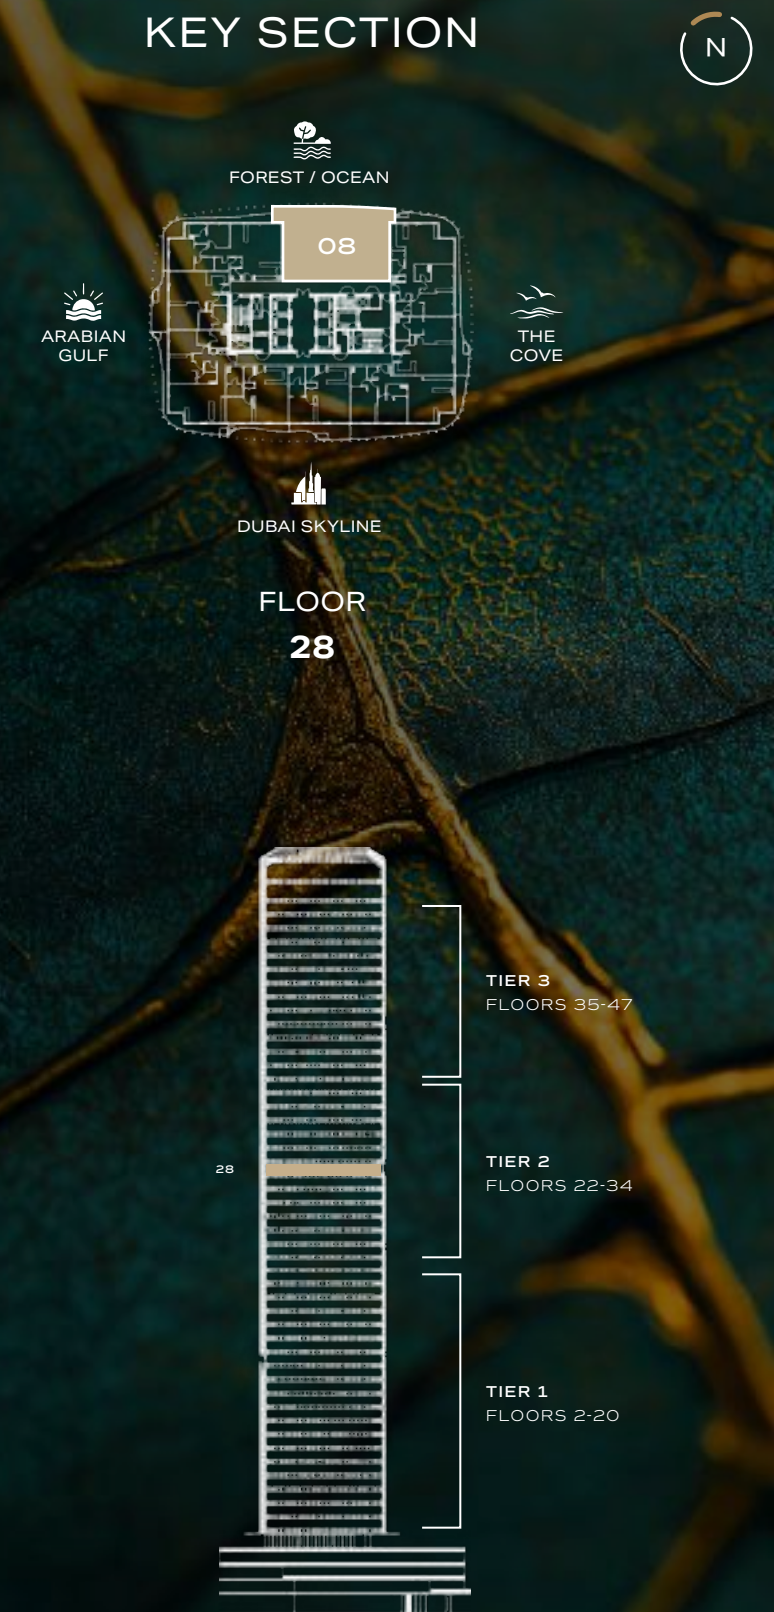 KEY SECTION
N
FOREST / OCEAN
08
ARABIAN
GULF
THE
COVE
DUBAI SKYLINE
FLOOR
28
TIER 3
FLOORS 35-47
28
TIER 2
FLOORS 22-34
TIER 1
FLOORS 2-20